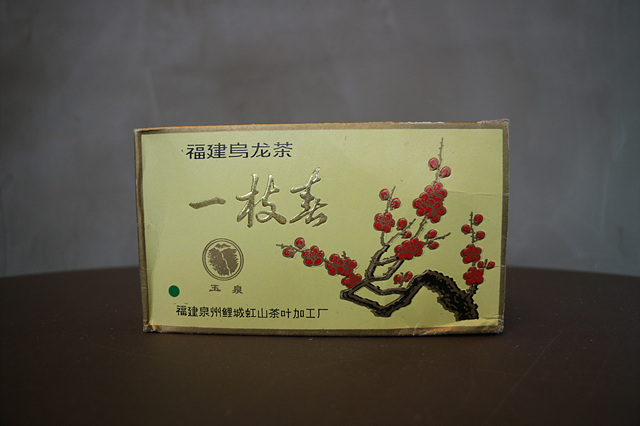 福建乌龙茶
一枝春
玉泉
福建泉州鲤城虹山茶叶加工厂